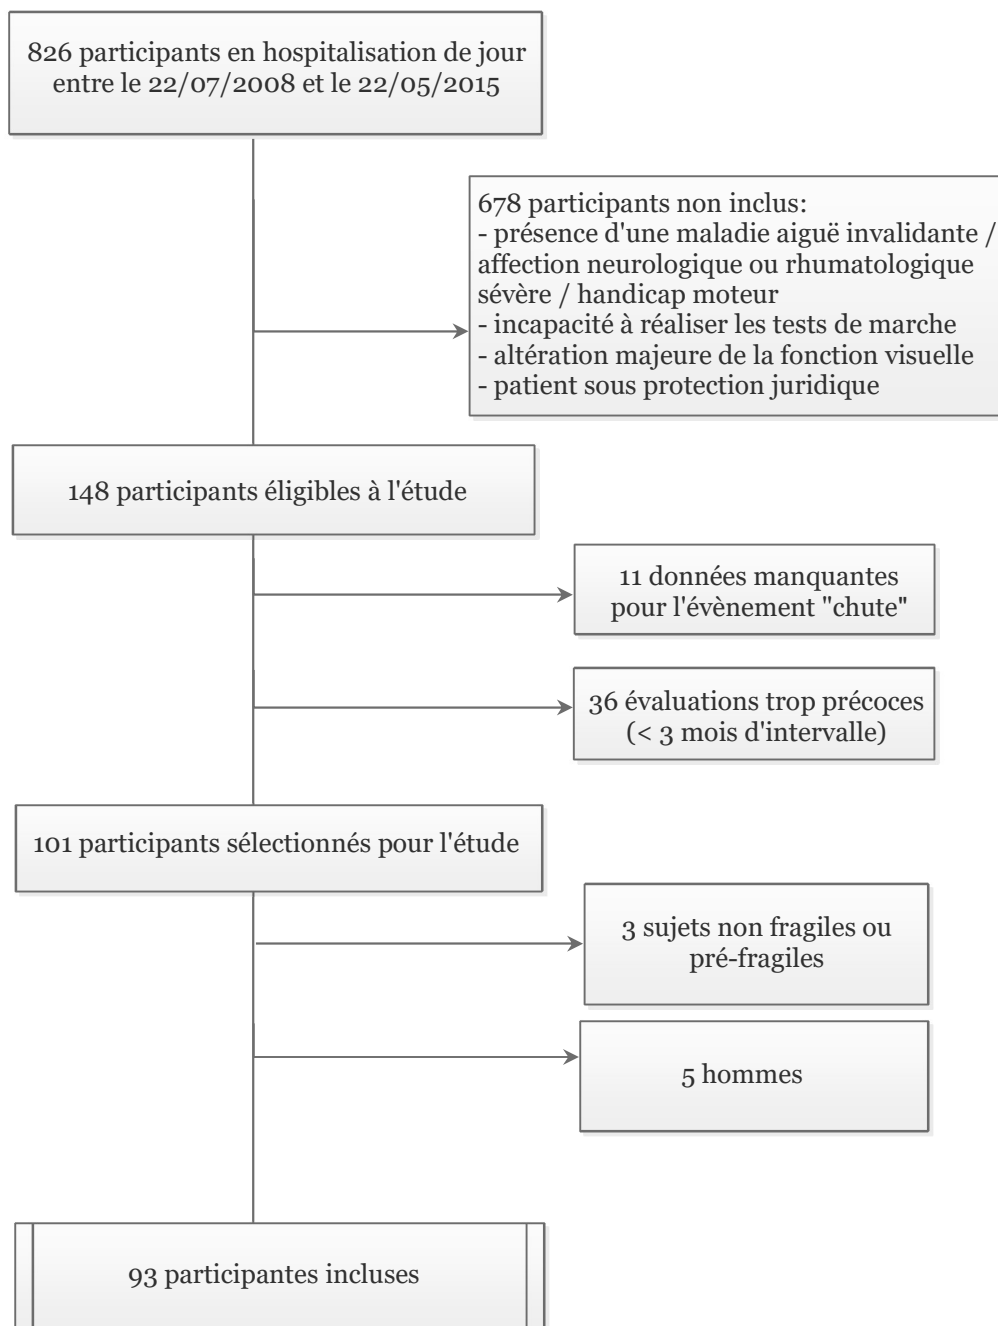 826 participants en hospitalisation de jour
entre le 22/07/2008 et le 22/05/2015
678 participants non inclus:
- présence d'une maladie aiguë invalidante /
affection neurologique ou rhumatologique
sévère / handicap moteur
- incapacité à réaliser les tests de marche
- altération majeure de la fonction visuelle
- patient sous protection juridique
148 participants éligibles à l'étude
11 données manquantes
pour l'évènement "chute"
36 évaluations trop précoces
(< 3 mois d'intervalle)
101 participants sélectionnés pour l'étude
3 sujets non fragiles ou
pré-fragiles
5 hommes
93 participantes incluses